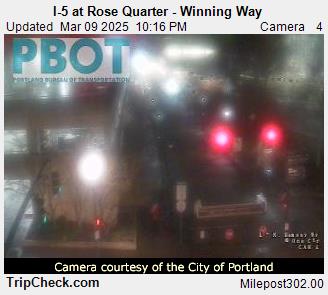 I-5 at Rose Quarter - Winning Way
Updated Mar 09 2025 10:16 PM Camera 4
PBOT
PORTLAND BUREAU OF TRANSPORTATION
Camera courtesy of the City of Portland
TripCheck.com Milepost302.00